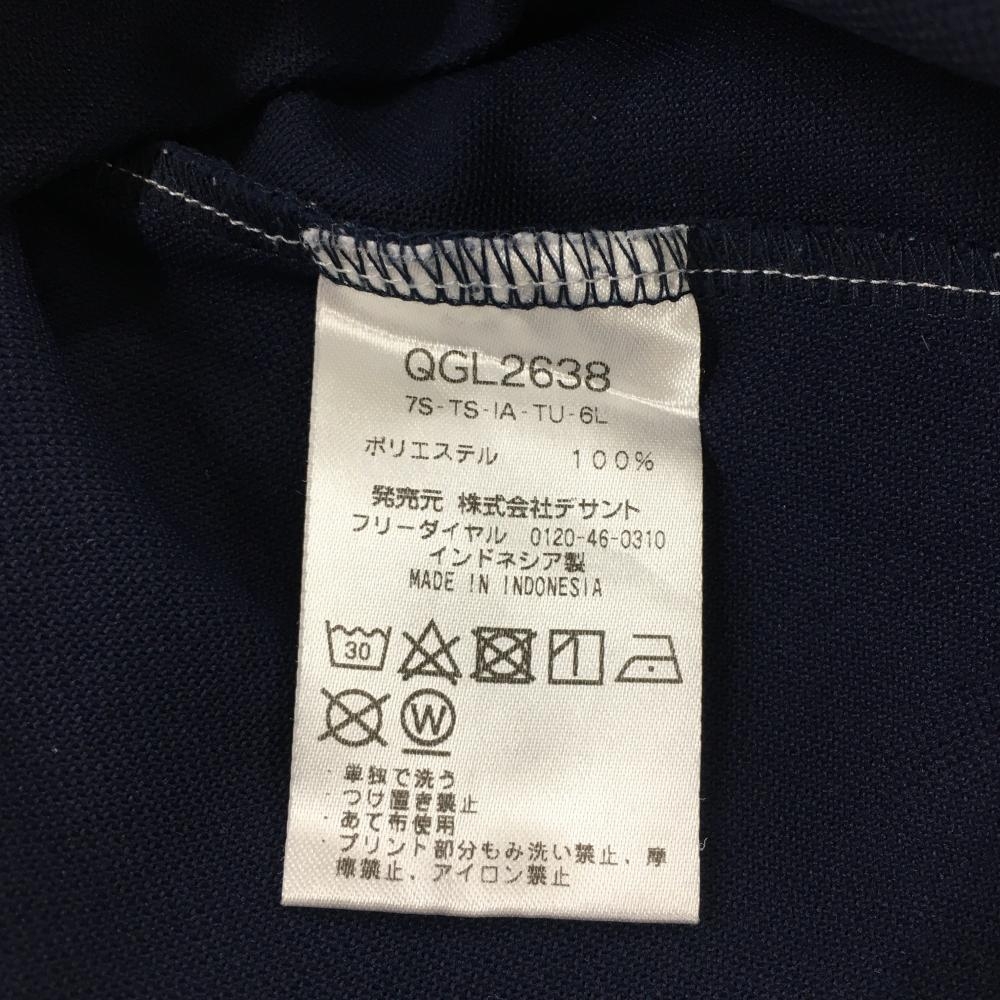 QGL2638
7S-TS-IA-TU-6L
ポリエステル 100%
発売元 株式会社デサント
フリーダイヤル 0120-46-0310
インドネシア製
MADE IN INDONESIA
30
W
・単独で洗う
・つけ置き禁止
・あて布使用
・プリント部分もみ洗い禁止、摩
擦禁止、アイロン禁止